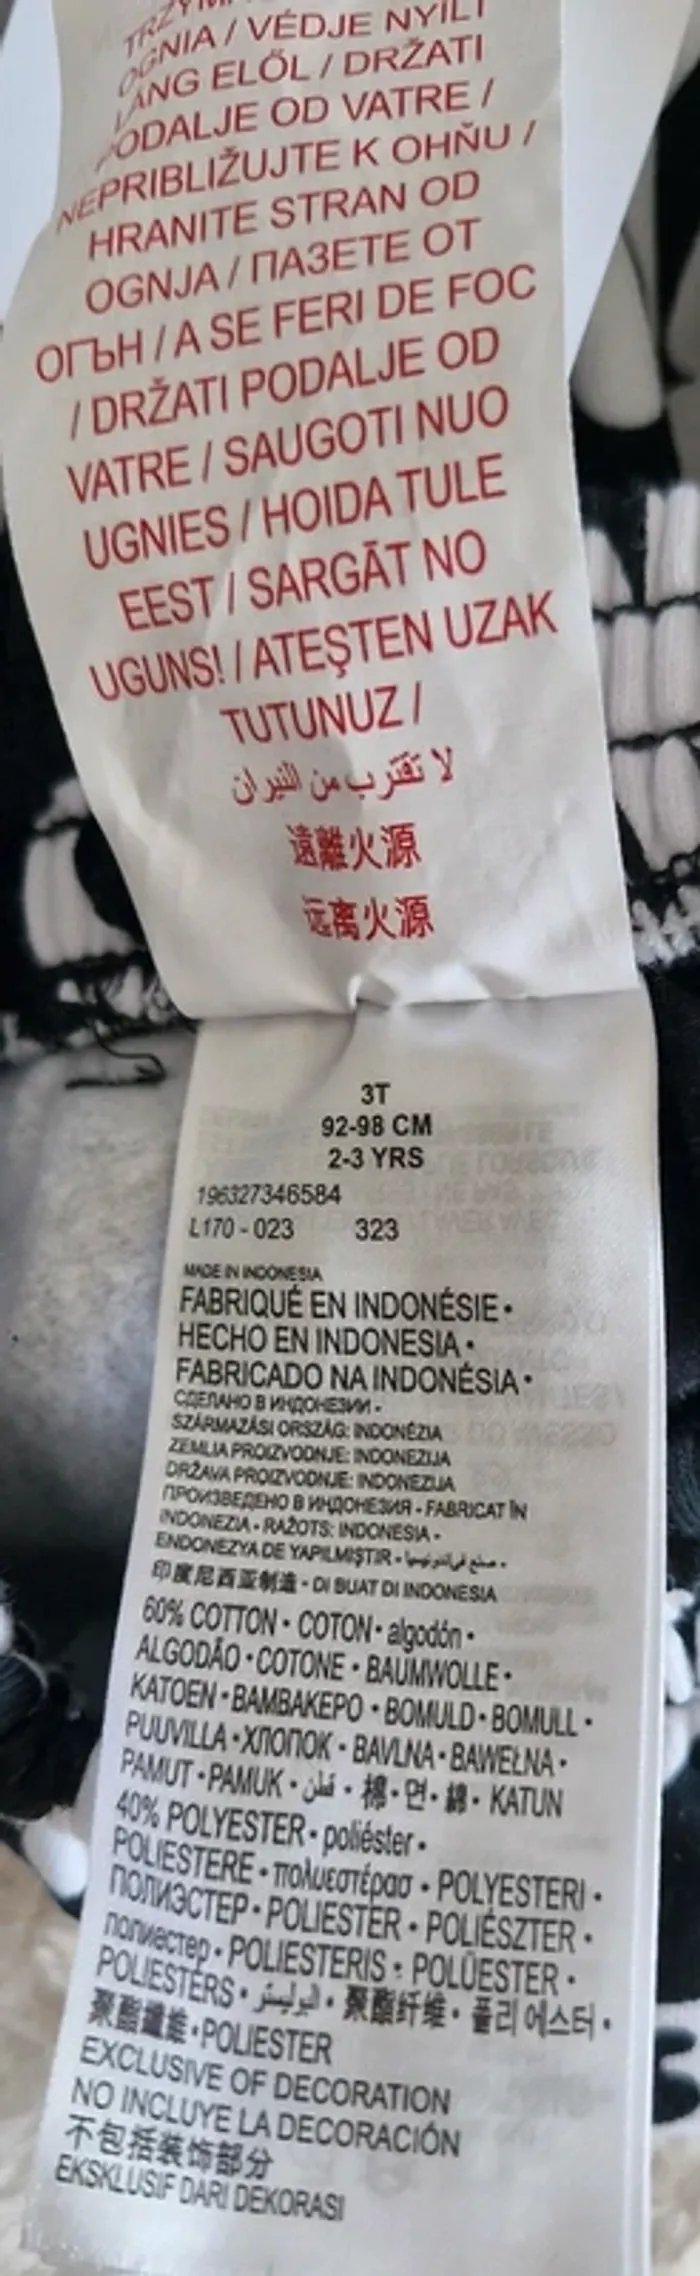 TRZYMAĆ
OGNIA / VÉDJE NYÍLT
LÁNG ELŐL / DRŽATI
PODALJE OD VATRE /
NEPRIBLIŽUJTE K OHŇU /
HRANITE STRAN OD
OGNJA / ПАЗЕТЕ ОТ
ОГЪН / A SE FERI DE FOC
/ DRŽATI PODALJE OD
VATRE / SAUGOTI NUO
UGNIES / HOIDA TULE
EEST / SARGĀT NO
UGUNS! / ATEŞTEN UZAK
TUTUNUZ /
لا تقترب من النيران
遠離火源
远离火源
3T
92-98 CM
2-3 YRS
196327346584
L170 - 023 323
MADE IN INDONESIA
FABRIQUÉ EN INDONÉSIE •
HECHO EN INDONESIA •
FABRICADO NA INDONÉSIA •
СДЕЛАНО В ИНДОНЕЗИИ -
SZÁRMAZÁSI ORSZÁG: INDONÉZIA
ZEMLJA PROIZVODNJE: INDONEZIJA
DRŽAVA PROIZVODNJE: INDONEZIJA
ПРОИЗВЕДЕНО В ИНДОНЕЗИЯ - FABRICAT ÎN
INDONEZIA - RAŽOTS: INDONESIA -
ENDONEZYA DE YAPILMIŞTIR - صنع في اندونيسيا -
印度尼西亚制造 - DI BUAT DI INDONESIA
60% COTTON • COTON • algodón •
ALGODÃO • COTONE • BAUMWOLLE •
KATOEN • BAMBAKEPO • BOMULD • BOMULL •
PUUVILLA • ХЛОПОК • BAVLNA • BAWEŁNA •
PAMUT • PAMUK • قطن • 棉 • 면 • 綿 • KATUN
40% POLYESTER • poliéster •
POLIESTERE • πολυεστέρασ • POLYESTERI •
ПОЛИЭСТЕР • POLIESTER • POLIÉSZTER •
полиестер • POLIESTERIS • POLÜESTER •
POLIESTERS • البوليستر • 聚酯纤维 • 폴리 에스터 •
聚酯纖維 • POLIESTER
EXCLUSIVE OF DECORATION
NO INCLUYE LA DECORACIÓN
不包括装饰部分
EKSKLUSIF DARI DEKORASI